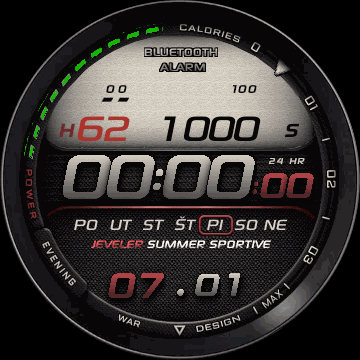 CALORIES 0
BLUETOOTH
ALARM
00 100
H62 1000 S
01
24 HR
00:00:00
02
POWER
PO UT ST ŠT PI SO NE
JEVELER SUMMER SPORTIVE
03
EVENING
07.01
MAX
WAR
DESIGN